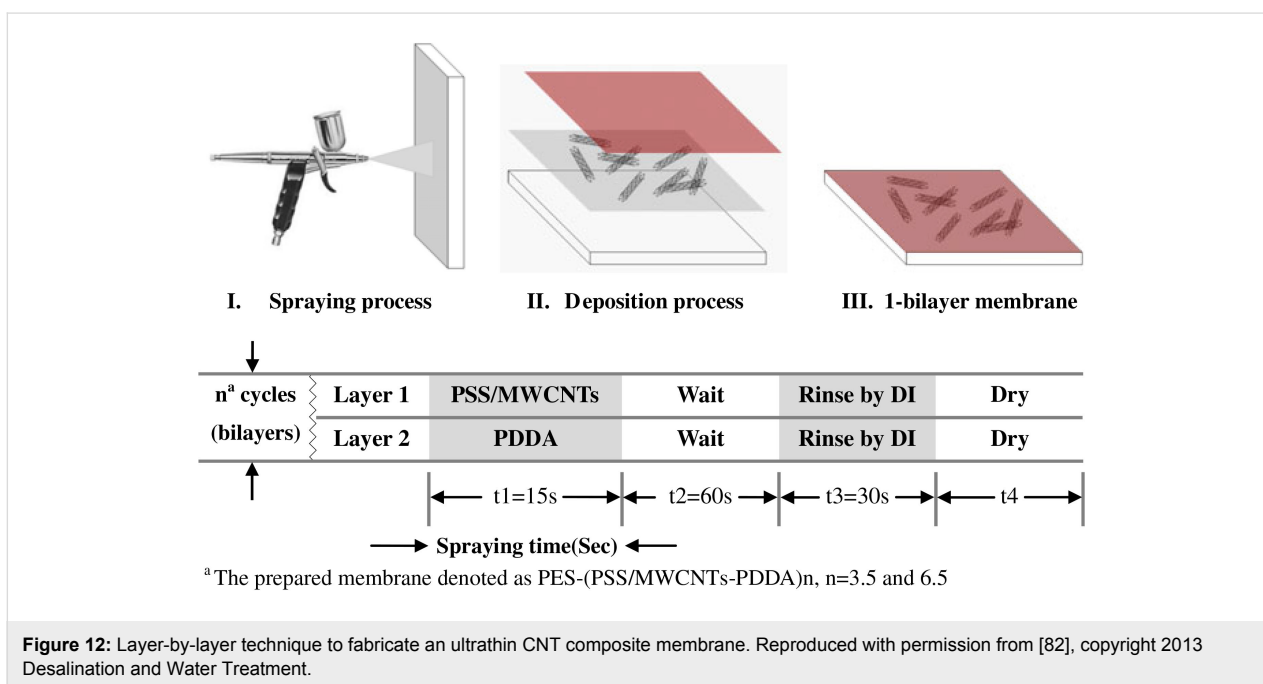 I. Spraying process
II. Deposition process
III. 1-bilayer membrane
nᵃ cycles
(bilayers)
Layer 1 PSS/MWCNTs Wait Rinse by DI Dry
Layer 2 PDDA Wait Rinse by DI Dry
t1=15s t2=60s t3=30s t4
Spraying time(Sec)
ᵃ The prepared membrane denoted as PES-(PSS/MWCNTs-PDDA)n, n=3.5 and 6.5
Figure 12: Layer-by-layer technique to fabricate an ultrathin CNT composite membrane. Reproduced with permission from [82], copyright 2013
Desalination and Water Treatment.